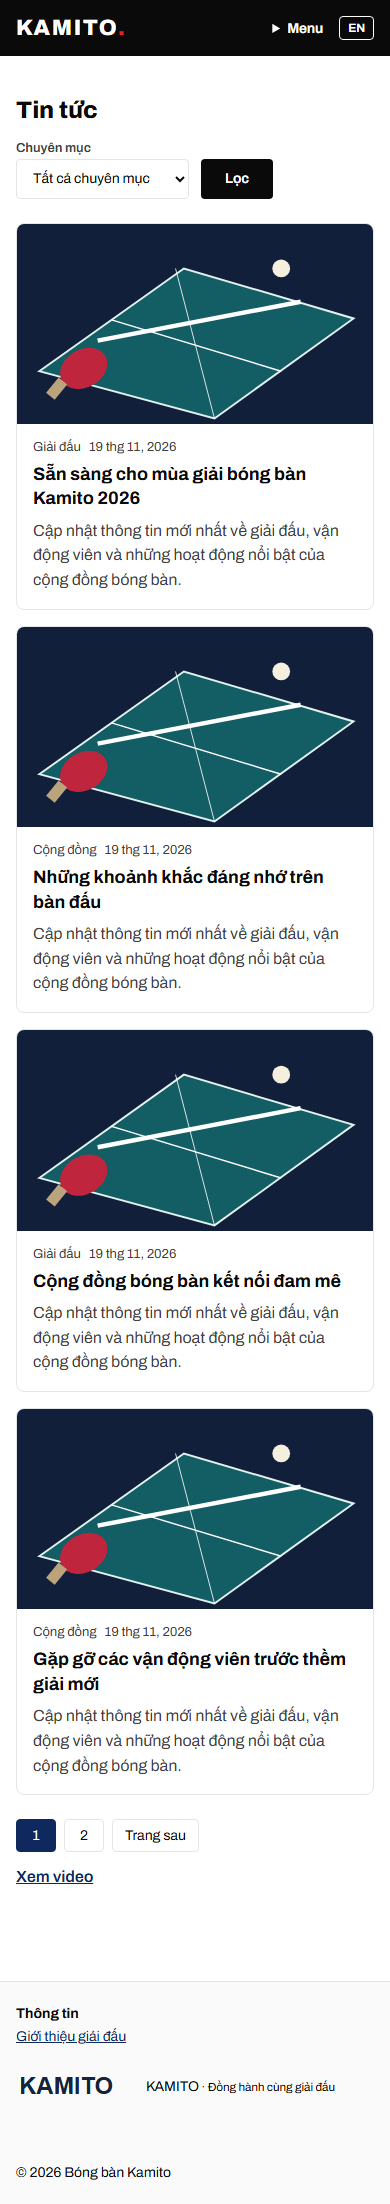 KAMITO.
Menu
EN
Tin tức
Chuyên mục
Tất cả chuyên mục
Lọc
Giải đấu 19 thg 11, 2026
Sẵn sàng cho mùa giải bóng bàn
Kamito 2026
Cập nhật thông tin mới nhất về giải đấu, vận
động viên và những hoạt động nổi bật của
cộng đồng bóng bàn.
Cộng đồng 19 thg 11, 2026
Những khoảnh khắc đáng nhớ trên
bàn đấu
Cập nhật thông tin mới nhất về giải đấu, vận
động viên và những hoạt động nổi bật của
cộng đồng bóng bàn.
Giải đấu 19 thg 11, 2026
Cộng đồng bóng bàn kết nối đam mê
Cập nhật thông tin mới nhất về giải đấu, vận
động viên và những hoạt động nổi bật của
cộng đồng bóng bàn.
Cộng đồng 19 thg 11, 2026
Gặp gỡ các vận động viên trước thềm
giải mới
Cập nhật thông tin mới nhất về giải đấu, vận
động viên và những hoạt động nổi bật của
cộng đồng bóng bàn.
1
2
Trang sau
Xem video
Thông tin
Giới thiệu giải đấu
KAMITO
KAMITO · Đồng hành cùng giải đấu
© 2026 Bóng bàn Kamito